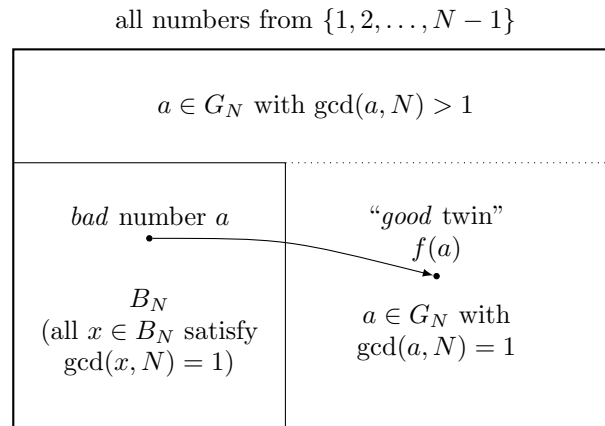 all numbers from {1, 2, . . . , N − 1}
a ∈ G_N with gcd(a, N) > 1
bad number a
“good twin”
f(a)
B_N
(all x ∈ B_N satisfy
gcd(x, N) = 1)
a ∈ G_N with
gcd(a, N) = 1